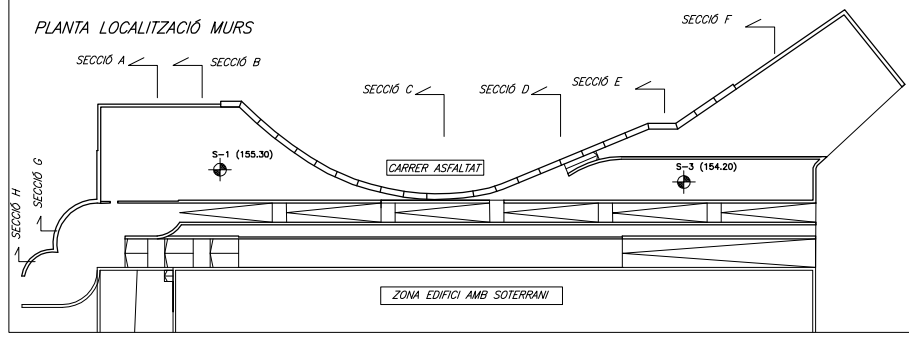 PLANTA LOCALITZACIÓ MURS
SECCIÓ F
SECCIÓ A
SECCIÓ B
SECCIÓ C
SECCIÓ D
SECCIÓ E
S-1 (155.30)
CARRER ASFALTAT
S-3 (154.20)
SECCIÓ G
SECCIÓ H
ZONA EDIFICI AMB SOTERRANI